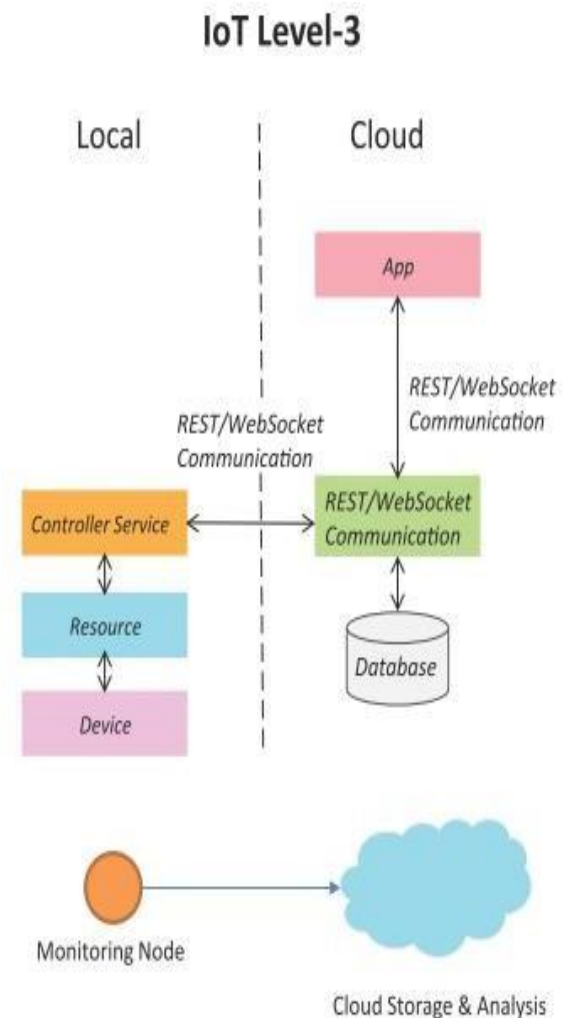 IoT Level-3
Local
Cloud
App
REST/WebSocket
Communication
REST/WebSocket
Communication
Controller Service
REST/WebSocket
Communication
Resource
Database
Device
Monitoring Node
Cloud Storage & Analysis